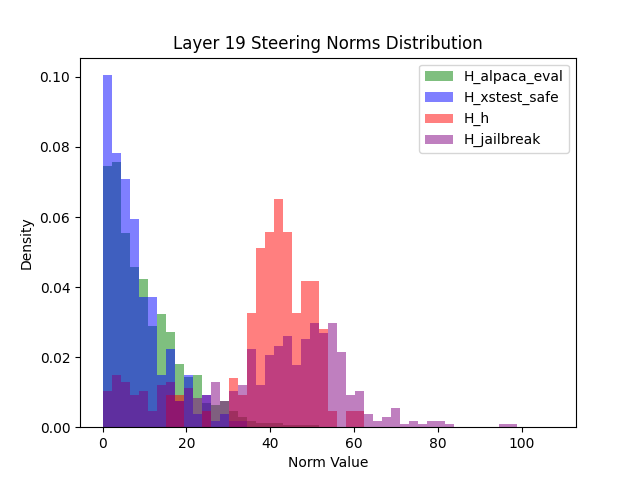 Layer 19 Steering Norms Distribution
H_alpaca_eval
H_xstest_safe
H_h
H_jailbreak
Density
0.10
0.08
0.06
0.04
0.02
0.00
0 20 40 60 80 100
Norm Value